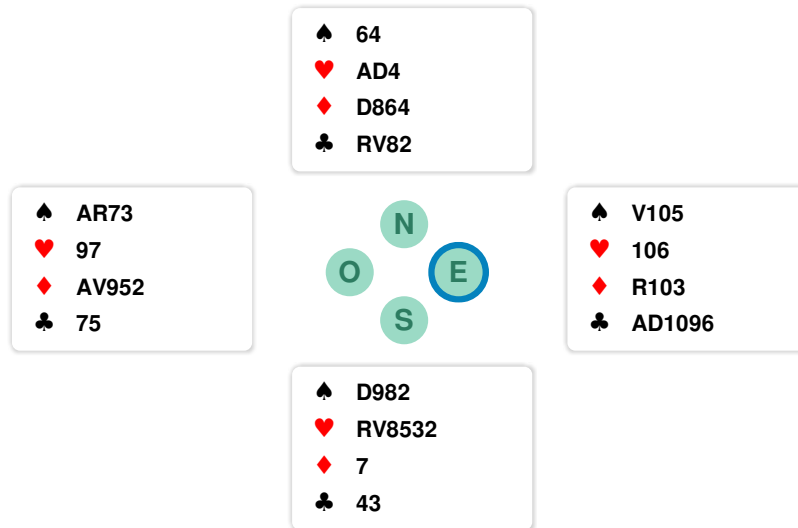 ♠ 64
♥ AD4
♦ D864
♣ RV82
♠ AR73
♥ 97
♦ AV952
♣ 75
N
O E
S
♠ V105
♥ 106
♦ R103
♣ AD1096
♠ D982
♥ RV8532
♦ 7
♣ 43